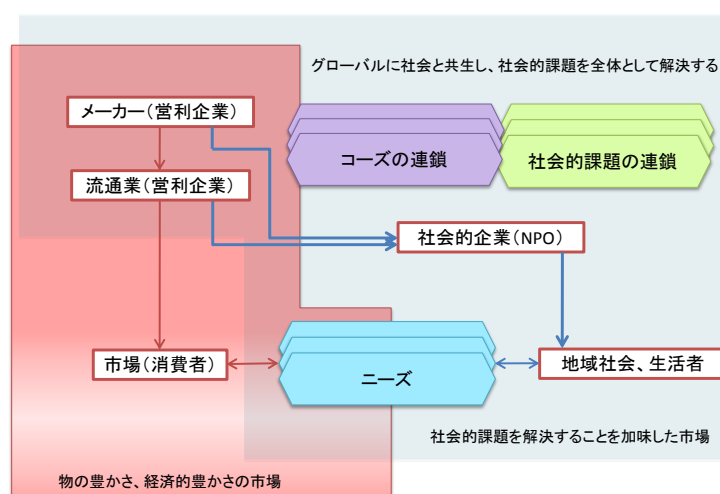 グローバルに社会と共生し、社会的課題を全体として解決する
メーカー(営利企業)
コーズの連鎖
社会的課題の連鎖
流通業(営利企業)
社会的企業(NPO)
市場(消費者)
ニーズ
地域社会、生活者
社会的課題を解決することを加味した市場
物の豊かさ、経済的豊かさの市場